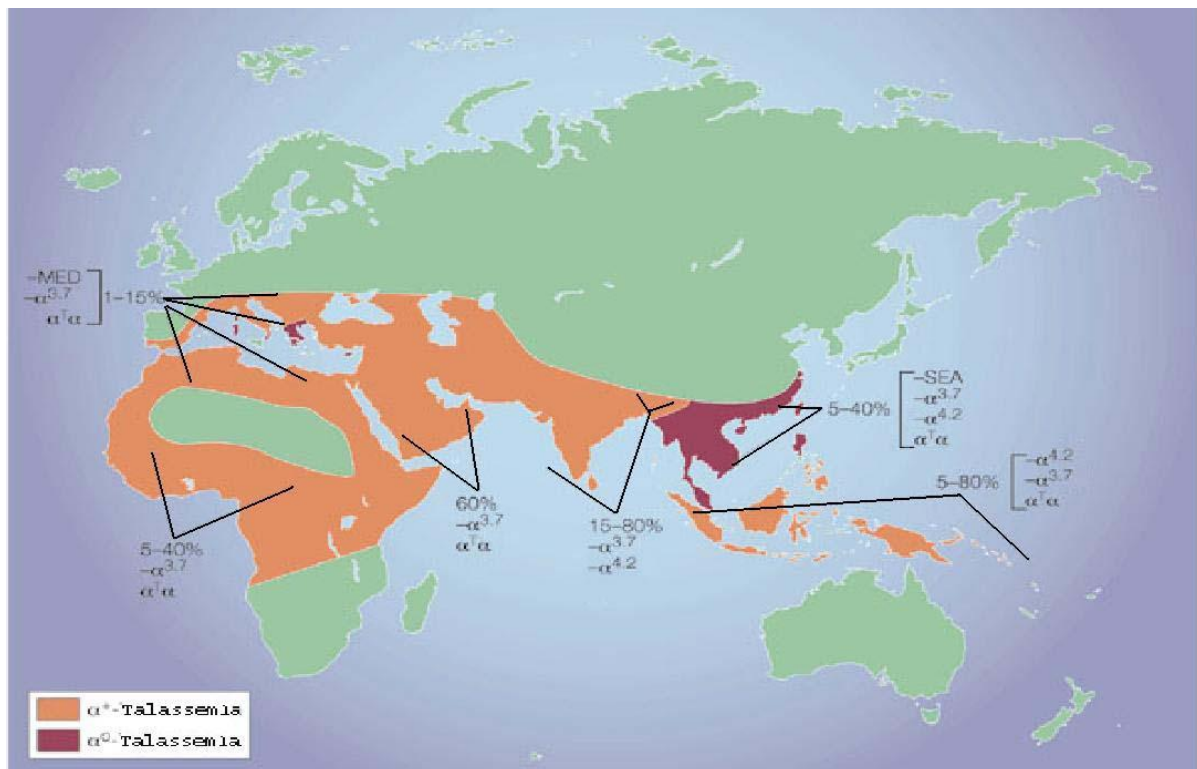 –MED
–α³·⁷
αᵀα
1–15%
–SEA
–α³·⁷
–α⁴·²
αᵀα
5–40%
5–80%
–α⁴·²
–α³·⁷
αᵀα
60%
–α³·⁷
αᵀα
15–80%
–α³·⁷
–α⁴·²
5–40%
–α³·⁷
αᵀα
α⁺-Talassemia
α⁰-Talassemia